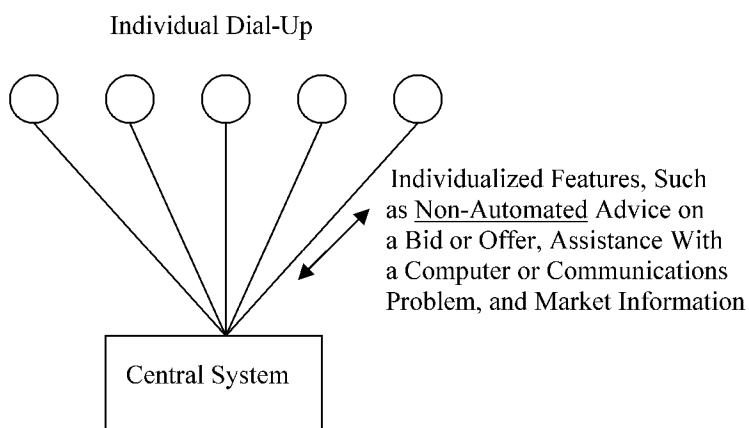 Individual Dial-Up
Individualized Features, Such
as Non-Automated Advice on
a Bid or Offer, Assistance With
a Computer or Communications
Problem, and Market Information
Central System